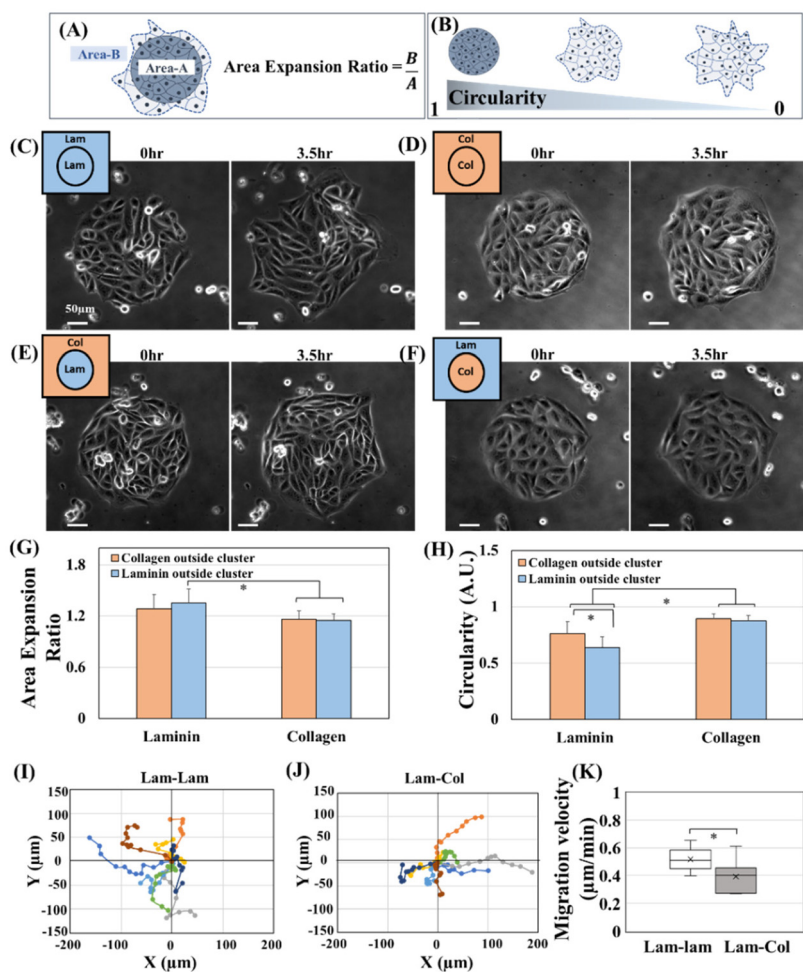 (A)
Area-B
Area-A
Area Expansion Ratio = B/A
(B)
1
Circularity
0
(C)
Lam
Lam
0hr
3.5hr
50µm
(D)
Col
Col
0hr
3.5hr
(E)
Col
Lam
0hr
3.5hr
(F)
Lam
Col
0hr
3.5hr
(G)
Area Expansion
Ratio
1.8
1.2
0.6
0
Collagen outside cluster
Laminin outside cluster
*
Laminin
Collagen
(H)
Circularity (A.U.)
1.5
1
0.5
0
Collagen outside cluster
Laminin outside cluster
*
*
Laminin
Collagen
(I)
Lam-Lam
Y (µm)
150
100
50
0
-50
-100
-150
-200
-100
0
100
X (µm)
(J)
Lam-Col
Y (µm)
150
100
50
0
-50
-100
-150
-200
-100
0
100
200
X (µm)
(K)
Migration velocity
(µm/min)
1
0.8
0.6
0.4
0.2
0
*
Lam-lam
Lam-Col